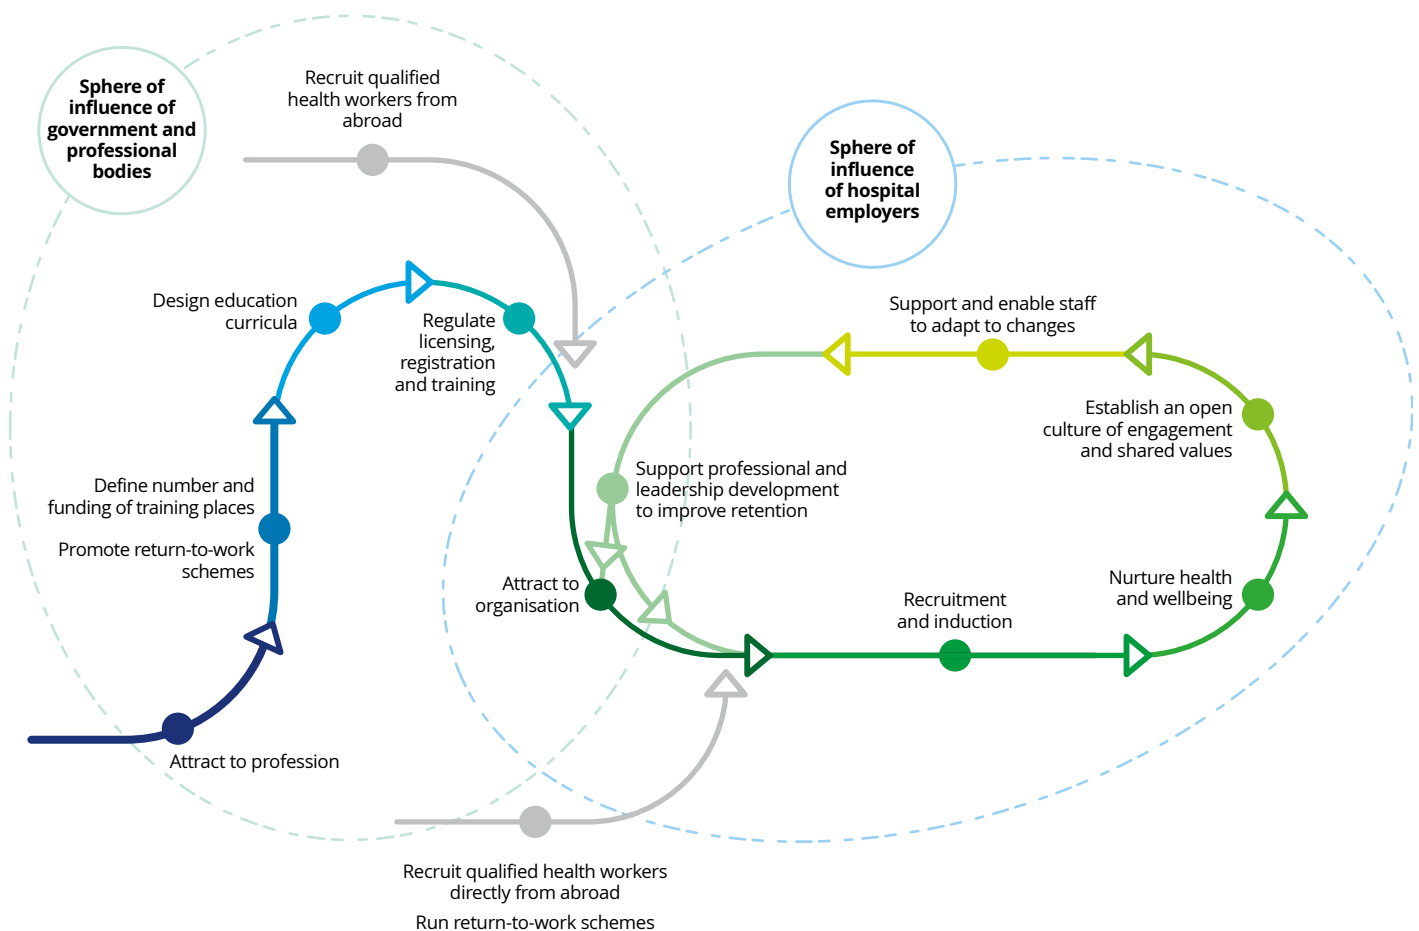 Sphere of
influence of
government and
professional
bodies
Recruit qualified
health workers from
abroad
Sphere of
influence
of hospital
employers
Design education
curricula
Regulate
licensing,
registration
and training
Support and enable staff
to adapt to changes
Establish an open
culture of engagement
and shared values
Define number and
funding of training places
Promote return-to-work
schemes
Support professional and
leadership development
to improve retention
Attract to
organisation
Recruitment
and induction
Nurture health
and wellbeing
Attract to profession
Recruit qualified health workers
directly from abroad
Run return-to-work schemes